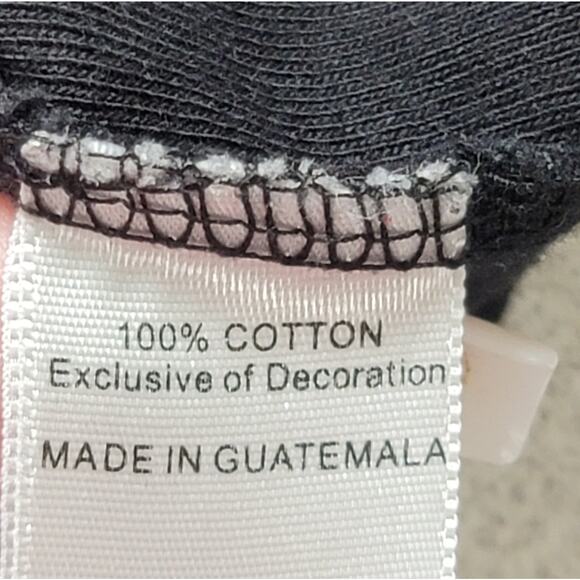 100% COTTON
Exclusive of Decoration
MADE IN GUATEMALA